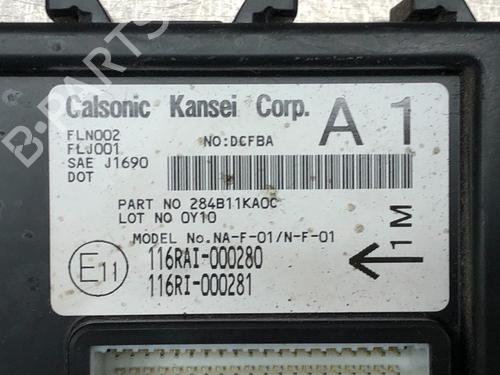 B-PARTS
Calsonic Kansei Corp.
A 1
FLN002
FLJ001
SAE J1690
DOT
NO:DCFBA
PART NO 284B11KA0C
LOT NO 0Y10
MODEL No.NA-F-01/N-F-01
E11
116RAI-000280
116RI-000281
1M